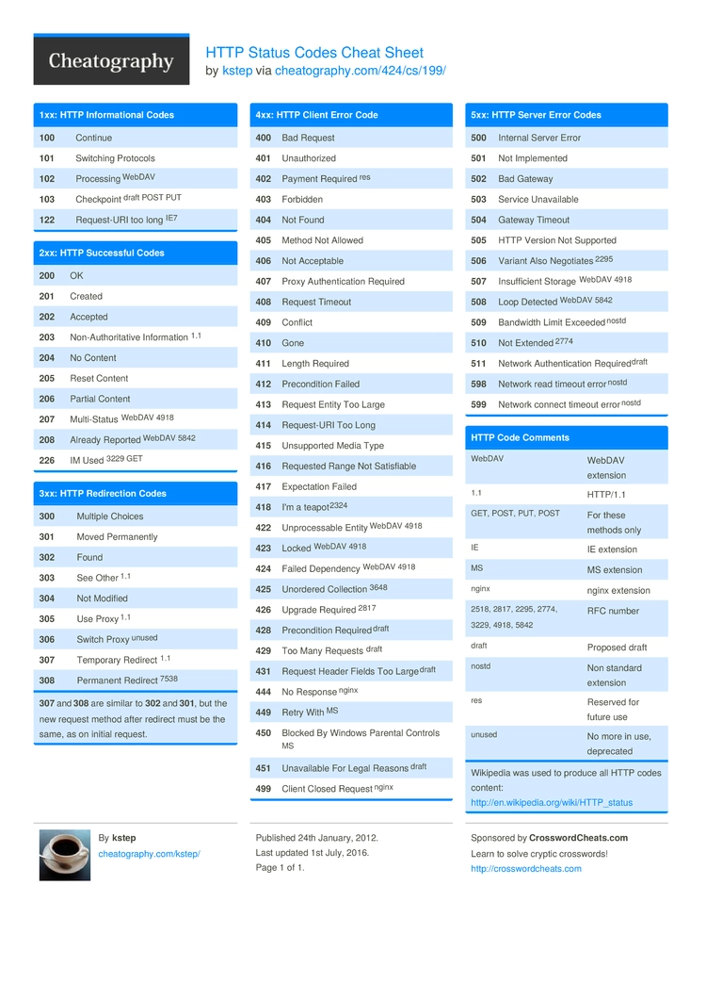 Cheatography
HTTP Status Codes Cheat Sheet
by kstep via cheatography.com/424/cs/199/
1xx: HTTP Informational Codes
100 Continue
101 Switching Protocols
102 Processing WebDAV
103 Checkpoint draft POST PUT
122 Request-URI too long IE7
2xx: HTTP Successful Codes
200 OK
201 Created
202 Accepted
203 Non-Authoritative Information 1.1
204 No Content
205 Reset Content
206 Partial Content
207 Multi-Status WebDAV 4918
208 Already Reported WebDAV 5842
226 IM Used 3229 GET
3xx: HTTP Redirection Codes
300 Multiple Choices
301 Moved Permanently
302 Found
303 See Other 1.1
304 Not Modified
305 Use Proxy 1.1
306 Switch Proxy unused
307 Temporary Redirect 1.1
308 Permanent Redirect 7538
307 and 308 are similar to 302 and 301, but the
new request method after redirect must be the
same, as on initial request.
4xx: HTTP Client Error Code
400 Bad Request
401 Unauthorized
402 Payment Required res
403 Forbidden
404 Not Found
405 Method Not Allowed
406 Not Acceptable
407 Proxy Authentication Required
408 Request Timeout
409 Conflict
410 Gone
411 Length Required
412 Precondition Failed
413 Request Entity Too Large
414 Request-URI Too Long
415 Unsupported Media Type
416 Requested Range Not Satisfiable
417 Expectation Failed
418 I'm a teapot 2324
422 Unprocessable Entity WebDAV 4918
423 Locked WebDAV 4918
424 Failed Dependency WebDAV 4918
425 Unordered Collection 3648
426 Upgrade Required 2817
428 Precondition Required draft
429 Too Many Requests draft
431 Request Header Fields Too Large draft
444 No Response nginx
449 Retry With MS
450 Blocked By Windows Parental Controls
MS
451 Unavailable For Legal Reasons draft
499 Client Closed Request nginx
5xx: HTTP Server Error Codes
500 Internal Server Error
501 Not Implemented
502 Bad Gateway
503 Service Unavailable
504 Gateway Timeout
505 HTTP Version Not Supported
506 Variant Also Negotiates 2295
507 Insufficient Storage WebDAV 4918
508 Loop Detected WebDAV 5842
509 Bandwidth Limit Exceeded nostd
510 Not Extended 2774
511 Network Authentication Required draft
598 Network read timeout error nostd
599 Network connect timeout error nostd
HTTP Code Comments
WebDAV WebDAV
extension
1.1 HTTP/1.1
GET, POST, PUT, POST For these
methods only
IE IE extension
MS MS extension
nginx nginx extension
2518, 2817, 2295, 2774, RFC number
3229, 4918, 5842
draft Proposed draft
nostd Non standard
extension
res Reserved for
future use
unused No more in use,
deprecated
Wikipedia was used to produce all HTTP codes
content:
http://en.wikipedia.org/wiki/HTTP_status
By kstep
cheatography.com/kstep/
Published 24th January, 2012.
Last updated 1st July, 2016.
Page 1 of 1.
Sponsored by CrosswordCheats.com
Learn to solve cryptic crosswords!
http://crosswordcheats.com